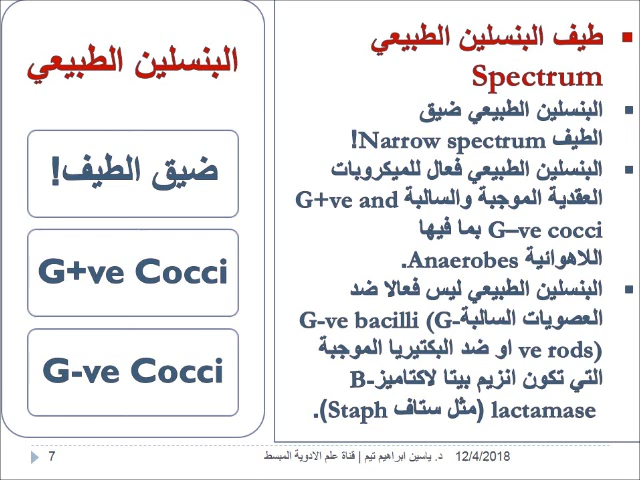 ▪ طيف البنسلين الطبيعي
Spectrum
▪ البنسلين الطبيعي ضيق
الطيف Narrow spectrum!
▪ البنسلين الطبيعي فعال للميكروبات
العقدية الموجبة والسالبة G+ve and
G–ve cocci بما فيها
اللاهوائية Anaerobes.
▪ البنسلين الطبيعي ليس فعالا ضد
العصويات السالبة G-ve bacilli (G-
ve rods) او ضد البكتيريا الموجبة
التي تكون انزيم بيتا لاكتاميز B-
lactamase (مثل ستاف Staph).
البنسلين الطبيعي
ضيق الطيف!
G+ve Cocci
G-ve Cocci
12/4/2018 د. ياسين ابراهيم تيم | قناة علم الادوية المبسط 7